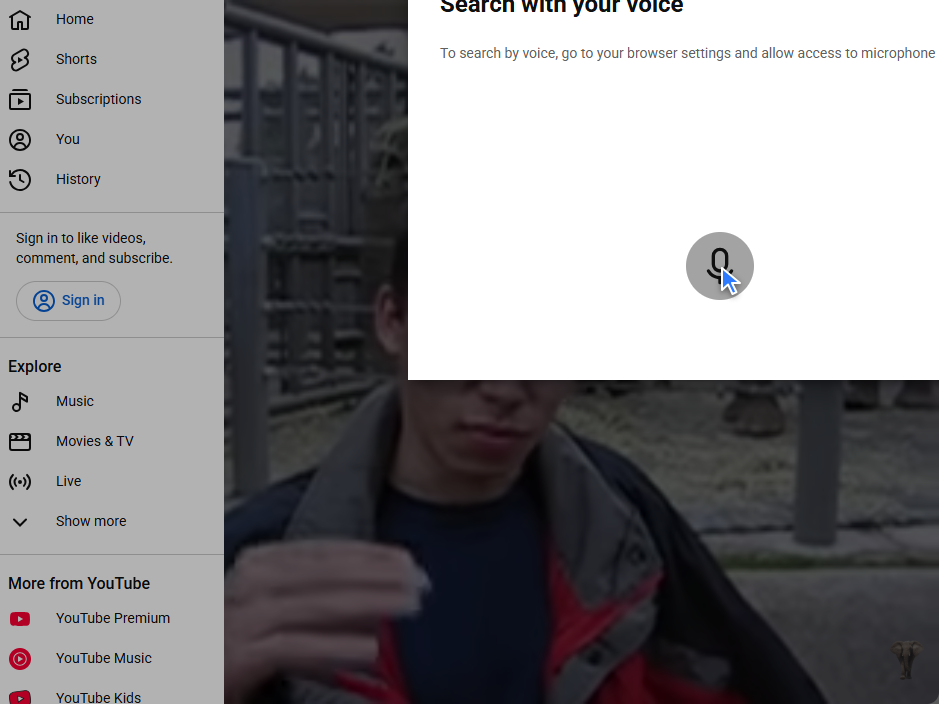 Home
Shorts
Subscriptions
You
History
Sign in to like videos,
comment, and subscribe.
Sign in
Explore
Music
Movies & TV
Live
Show more
More from YouTube
YouTube Premium
YouTube Music
YouTube Kids
Search with your voice
To search by voice, go to your browser settings and allow access to microphone